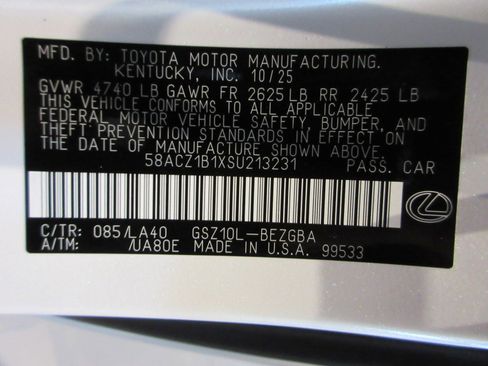 MFD. BY: TOYOTA MOTOR MANUFACTURING.
KENTUCKY, INC. 10/25
GVWR 4740 LB GAWR FR 2625 LB RR 2425 LB
THIS VEHICLE CONFORMS TO ALL APPLICABLE
FEDERAL MOTOR VEHICLE SAFETY, BUMPER, AND
THEFT PREVENTION STANDARDS IN EFFECT ON
THE DATE OF MANUFACTURE SHOWN ABOVE.
58ACZ1B1XSU213231 PASS. CAR
C/TR: 085/LA40 GSZ10L-BEZGBA
A/TM: /UA80E MADE IN U.S.A. 99533